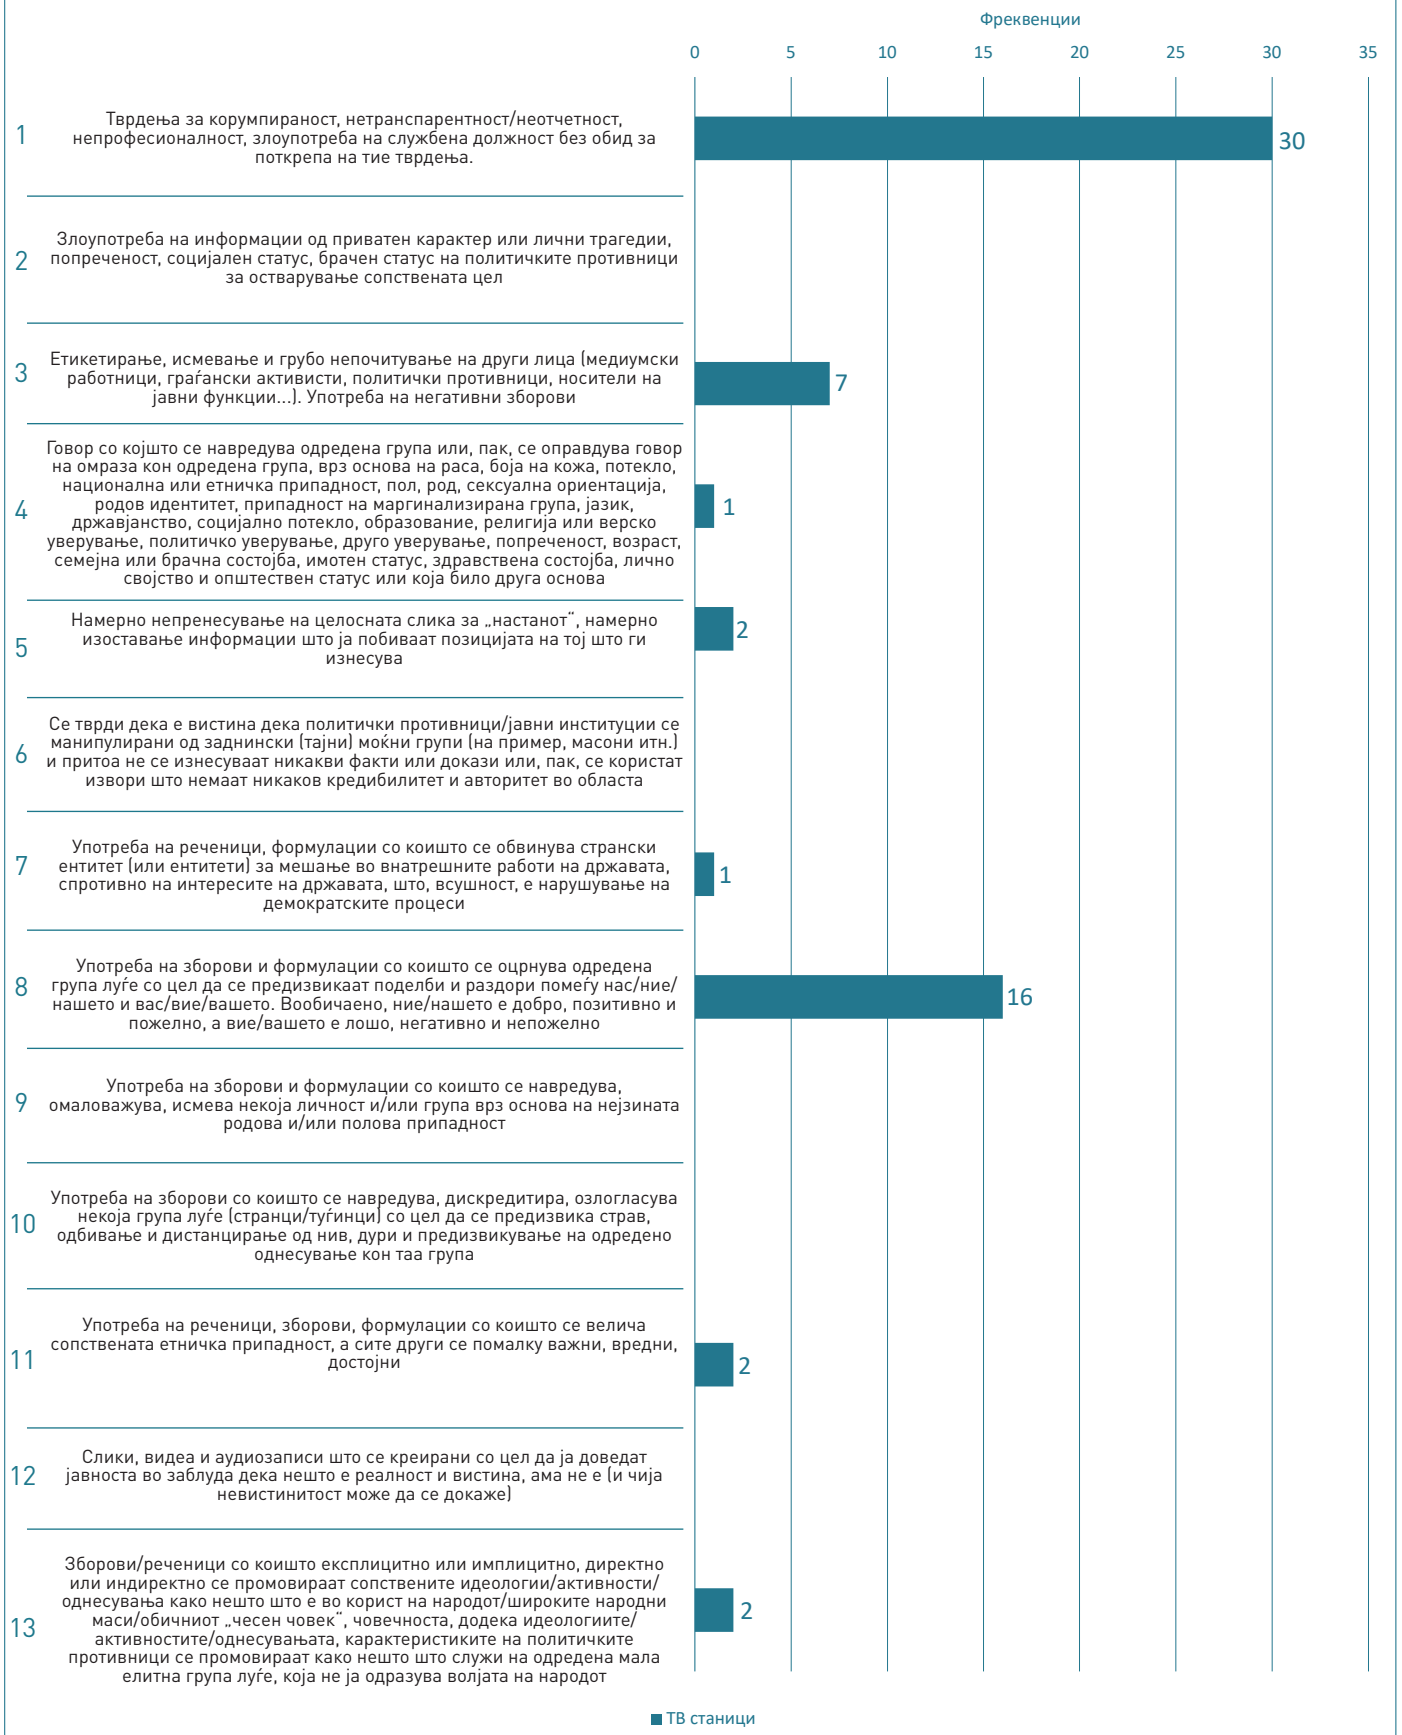 Фреквенции
0 5 10 15 20 25 30 35
1
Тврдења за корумпираност, нетранспарентност/неотчетност,
непрофесионалност, злоупотреба на службена должност без обид за
поткрепа на тие тврдења.
30
2
Злоупотреба на информации од приватен карактер или лични трагедии,
попреченост, социјален статус, брачен статус на политичките противници
за остварување сопствената цел
3
Етикетирање, исмевање и грубо непочитување на други лица (медиумски
работници, граѓански активисти, политички противници, носители на
јавни функции...). Употреба на негативни зборови
7
4
Говор со којшто се навредува одредена група или, пак, се оправдува говор
на омраза кон одредена група, врз основа на раса, боја на кожа, потекло,
национална или етничка припадност, пол, род, сексуална ориентација,
родов идентитет, припадност на маргинализирана група, јазик,
државјанство, социјално потекло, образование, религија или верско
уверување, политичко уверување, друго уверување, попреченост, возраст,
семејна или брачна состојба, имотен статус, здравствена состојба, лично
својство и општествен статус или која било друга основа
1
5
Намерно непренесување на целосната слика за „настанот“, намерно
изоставање информации што ја побиваат позицијата на тој што ги
изнесува
2
6
Се тврди дека е вистина дека политички противници/јавни институции се
манипулирани од заднински (тајни) моќни групи (на пример, масони итн.)
и притоа не се изнесуваат никакви факти или докази или, пак, се користат
извори што немаат никаков кредибилитет и авторитет во областа
7
Употреба на реченици, формулации со коишто се обвинува странски
ентитет (или ентитети) за мешање во внатрешните работи на државата,
спротивно на интересите на државата, што, всушност, е нарушување на
демократските процеси
1
8
Употреба на зборови и формулации со коишто се оцрнува одредена
група луѓе со цел да се предизвикаат поделби и раздори помеѓу нас/ние/
нашето и вас/вие/вашето. Вообичаено, ние/нашето е добро, позитивно и
пожелно, а вие/вашето е лошо, негативно и непожелно
16
9
Употреба на зборови и формулации со коишто се навредува,
омаловажува, исмева некоја личност и/или група врз основа на нејзината
родова и/или полова припадност
10
Употреба на зборови со коишто се навредува, дискредитира, озлогласува
некоја група луѓе (странци/туѓинци) со цел да се предизвика страв,
одбивање и дистанцирање од нив, дури и предизвикување на одредено
однесување кон таа група
11
Употреба на реченици, зборови, формулации со коишто се велича
сопствената етничка припадност, а сите други се помалку важни, вредни,
достојни
2
12
Слики, видеа и аудиозаписи што се креирани со цел да ја доведат
јавноста во заблуда дека нешто е реалност и вистина, ама не е (и чија
невистинитост може да се докаже)
13
Зборови/реченици со коишто експлицитно или имплицитно, директно
или индиректно се промовираат сопствените идеологии/активности/
однесувања како нешто што е во корист на народот/широките народни
маси/обичниот „чесен човек“, човечноста, додека идеологиите/
активностите/однесувањата, карактеристиките на политичките
противници се промовираат како нешто што служи на одредена мала
елитна група луѓе, која не ја одразува волјата на народот
2
ТВ станици